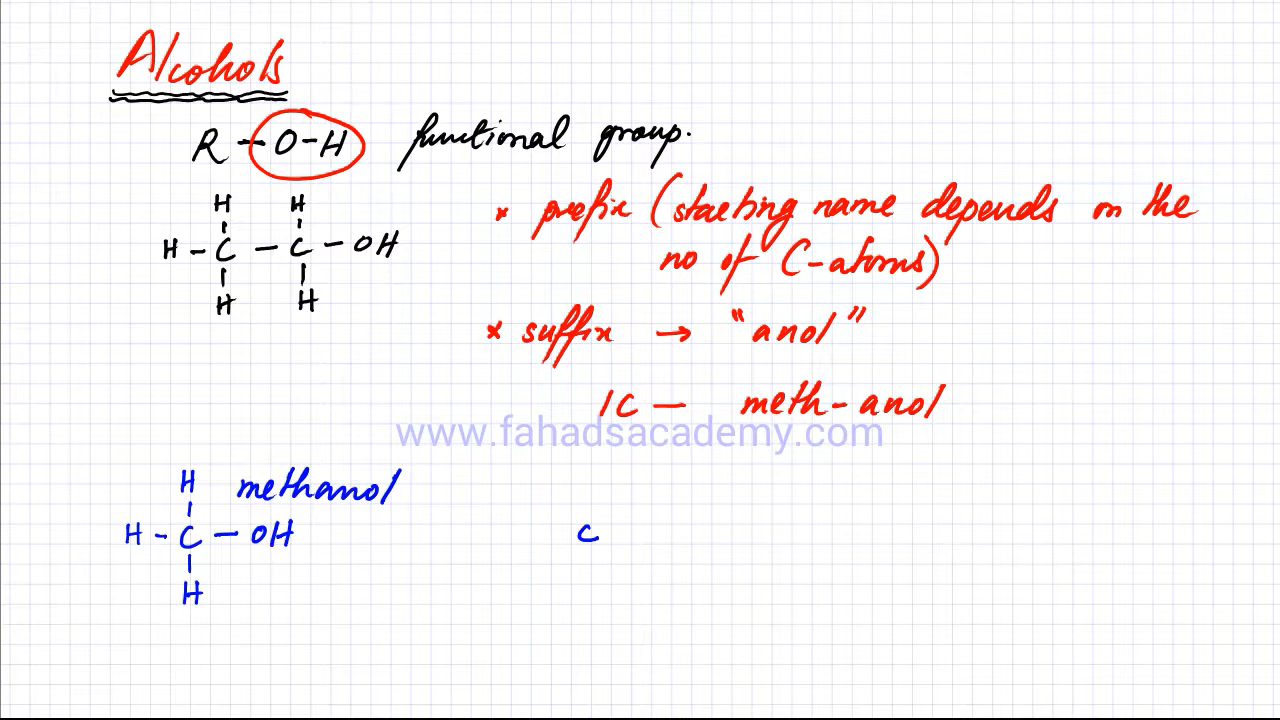 Alcohols
R - O - H functional group.
H H
H - C - C - OH
H H
* prefix (starting name depends on the
no of C-atoms)
* suffix → "anol"
1C — meth-anol
www.fahadsacademy.com
H methanol
H - C - OH
H
C